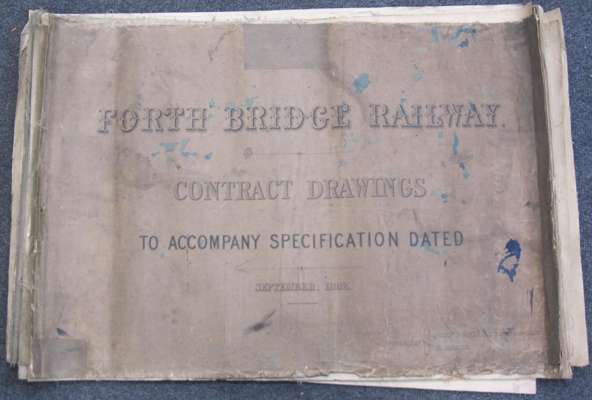 FORTH BRIDGE RAILWAY.
CONTRACT DRAWINGS
TO ACCOMPANY SPECIFICATION DATED
SEPTEMBER,